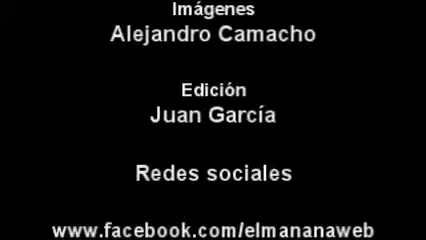 Imágenes
Alejandro Camacho
Edición
Juan García
Redes sociales
www.facebook.com/elmananaweb